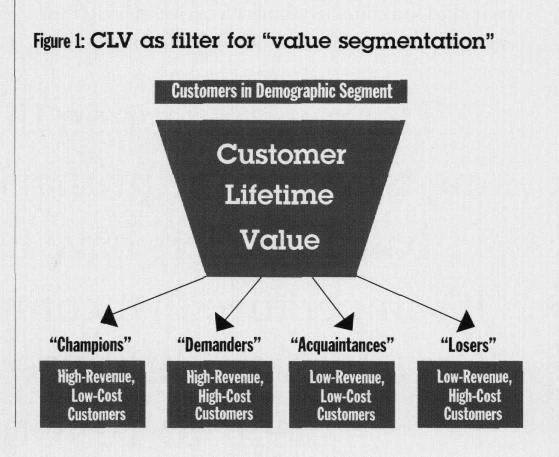 Figure 1: CLV as filter for “value segmentation”
Customers in Demographic Segment
Customer
Lifetime
Value
“Champions”
High-Revenue,
Low-Cost
Customers
“Demanders”
High-Revenue,
High-Cost
Customers
“Acquaintances”
Low-Revenue,
Low-Cost
Customers
“Losers”
Low-Revenue,
High-Cost
Customers